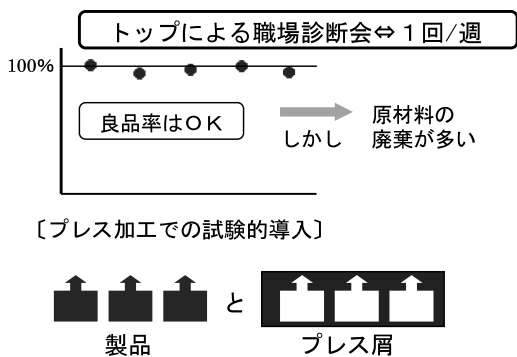 トップによる職場診断会⇔１回/週
100%
良品率はＯＫ
しかし
原材料の
廃棄が多い
〔プレス加工での試験的導入〕
と
製品
プレス屑